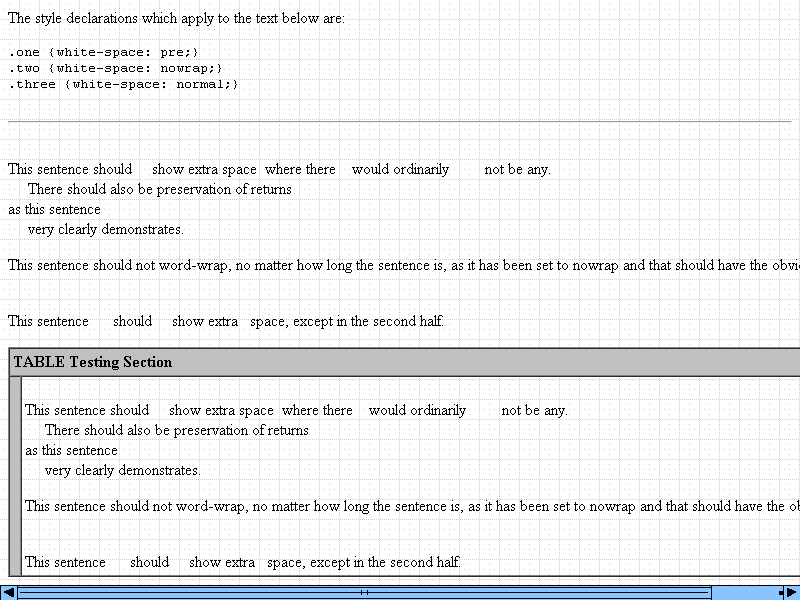 The style declarations which apply to the text below are:
.one {white-space: pre;}
.two {white-space: nowrap;}
.three {white-space: normal;}
This sentence should     show extra space  where there    would ordinarily         not be any.
     There should also be preservation of returns
as this sentence
     very clearly demonstrates.
This sentence should not word-wrap, no matter how long the sentence is, as it has been set to nowrap and that should have the
This sentence      should     show extra   space, except in the second half.
TABLE Testing Section
This sentence should     show extra space  where there    would ordinarily         not be any.
     There should also be preservation of returns
as this sentence
     very clearly demonstrates.
This sentence should not word-wrap, no matter how long the sentence is, as it has been set to nowrap and that should have the
This sentence      should     show extra   space, except in the second half.